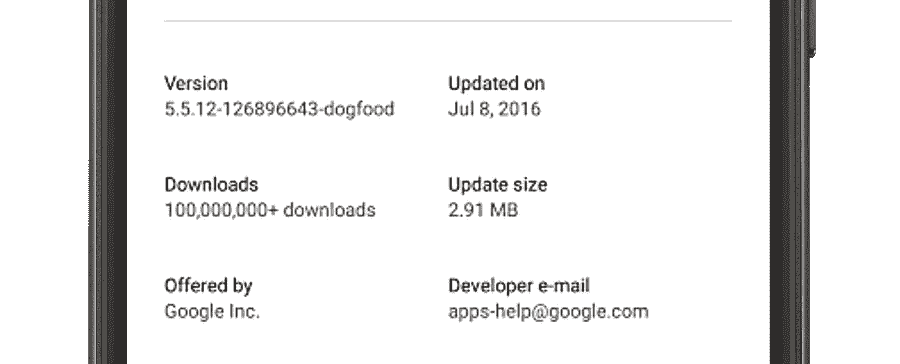 Version
5.5.12-126896643-dogfood
Updated on
Jul 8, 2016
Downloads
100,000,000+ downloads
Update size
2.91 MB
Offered by
Google Inc.
Developer e-mail
apps-help@google.com